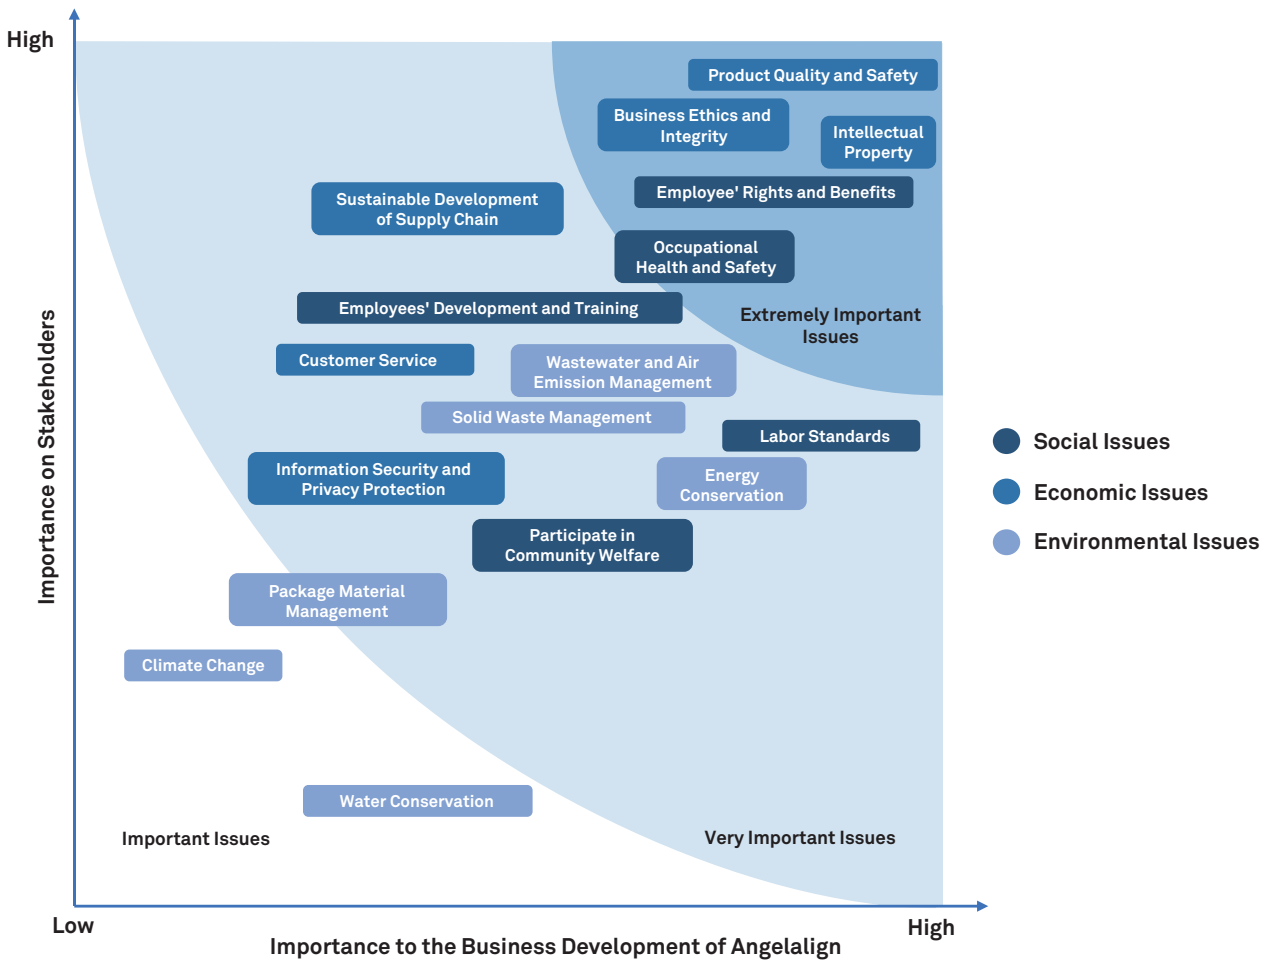 High
Product Quality and Safety
Business Ethics and
Integrity
Intellectual
Property
Employee' Rights and Benefits
Sustainable Development
of Supply Chain
Occupational
Health and Safety
Employees' Development and Training
Extremely Important
Issues
Customer Service
Wastewater and Air
Emission Management
Solid Waste Management
Labor Standards
Information Security and
Privacy Protection
Energy
Conservation
Participate in
Community Welfare
Package Material
Management
Climate Change
Water Conservation
Important Issues
Very Important Issues
Importance on Stakeholders
Low
High
Importance to the Business Development of Angelalign
Social Issues
Economic Issues
Environmental Issues